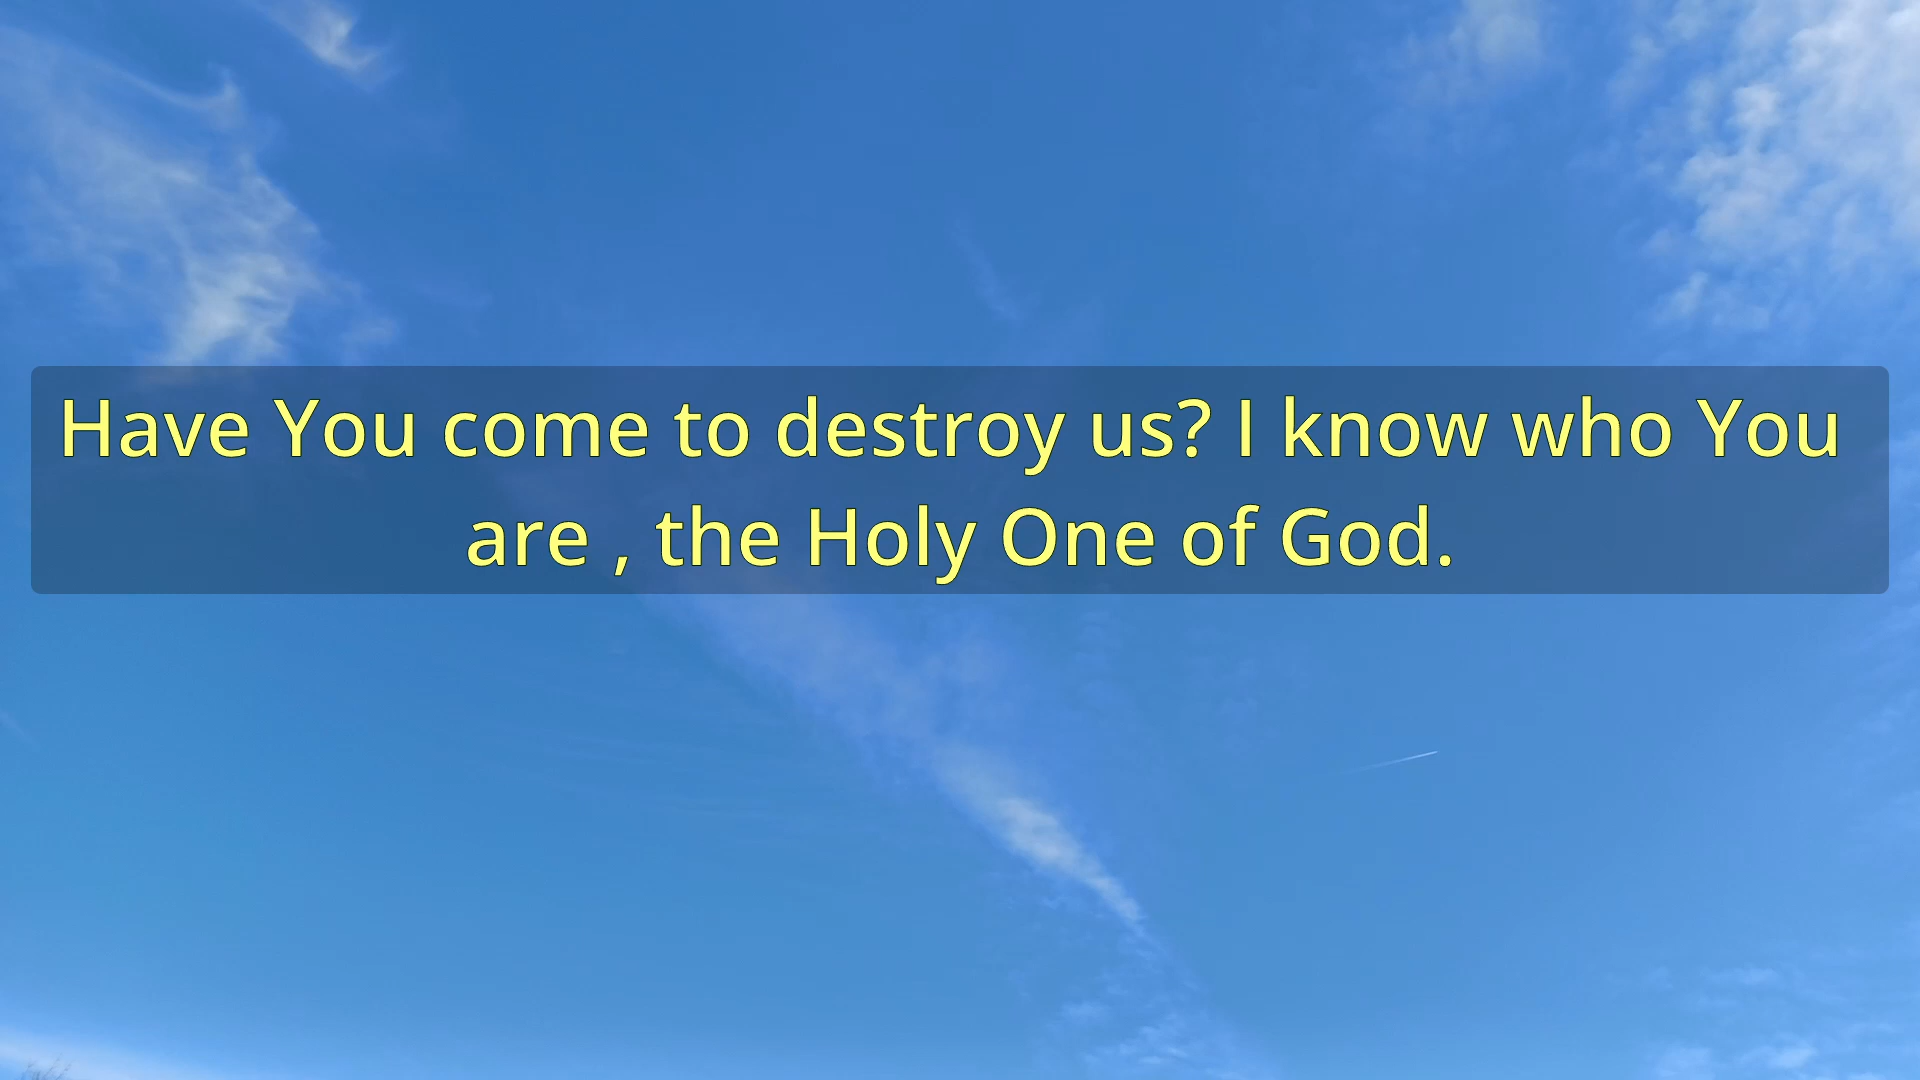 Have You come to destroy us? I know who You
are , the Holy One of God.